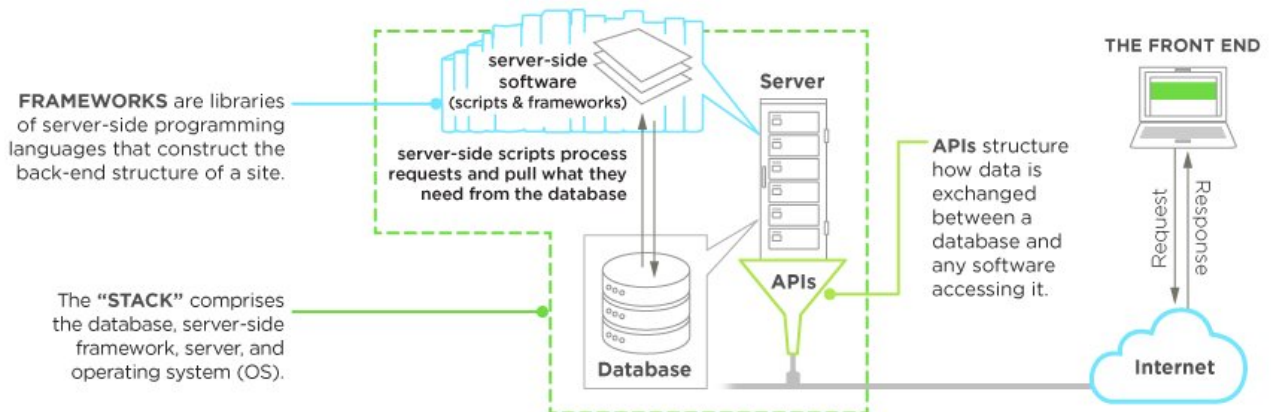 FRAMEWORKS are libraries
of server-side programming
languages that construct the
back-end structure of a site.
The “STACK” comprises
the database, server-side
framework, server, and
operating system (OS).
server-side
software
(scripts & frameworks)
server-side scripts process
requests and pull what they
need from the database
Database
Server
APIs
APIs structure
how data is
exchanged
between a
database and
any software
accessing it.
THE FRONT END
Request
Response
Internet